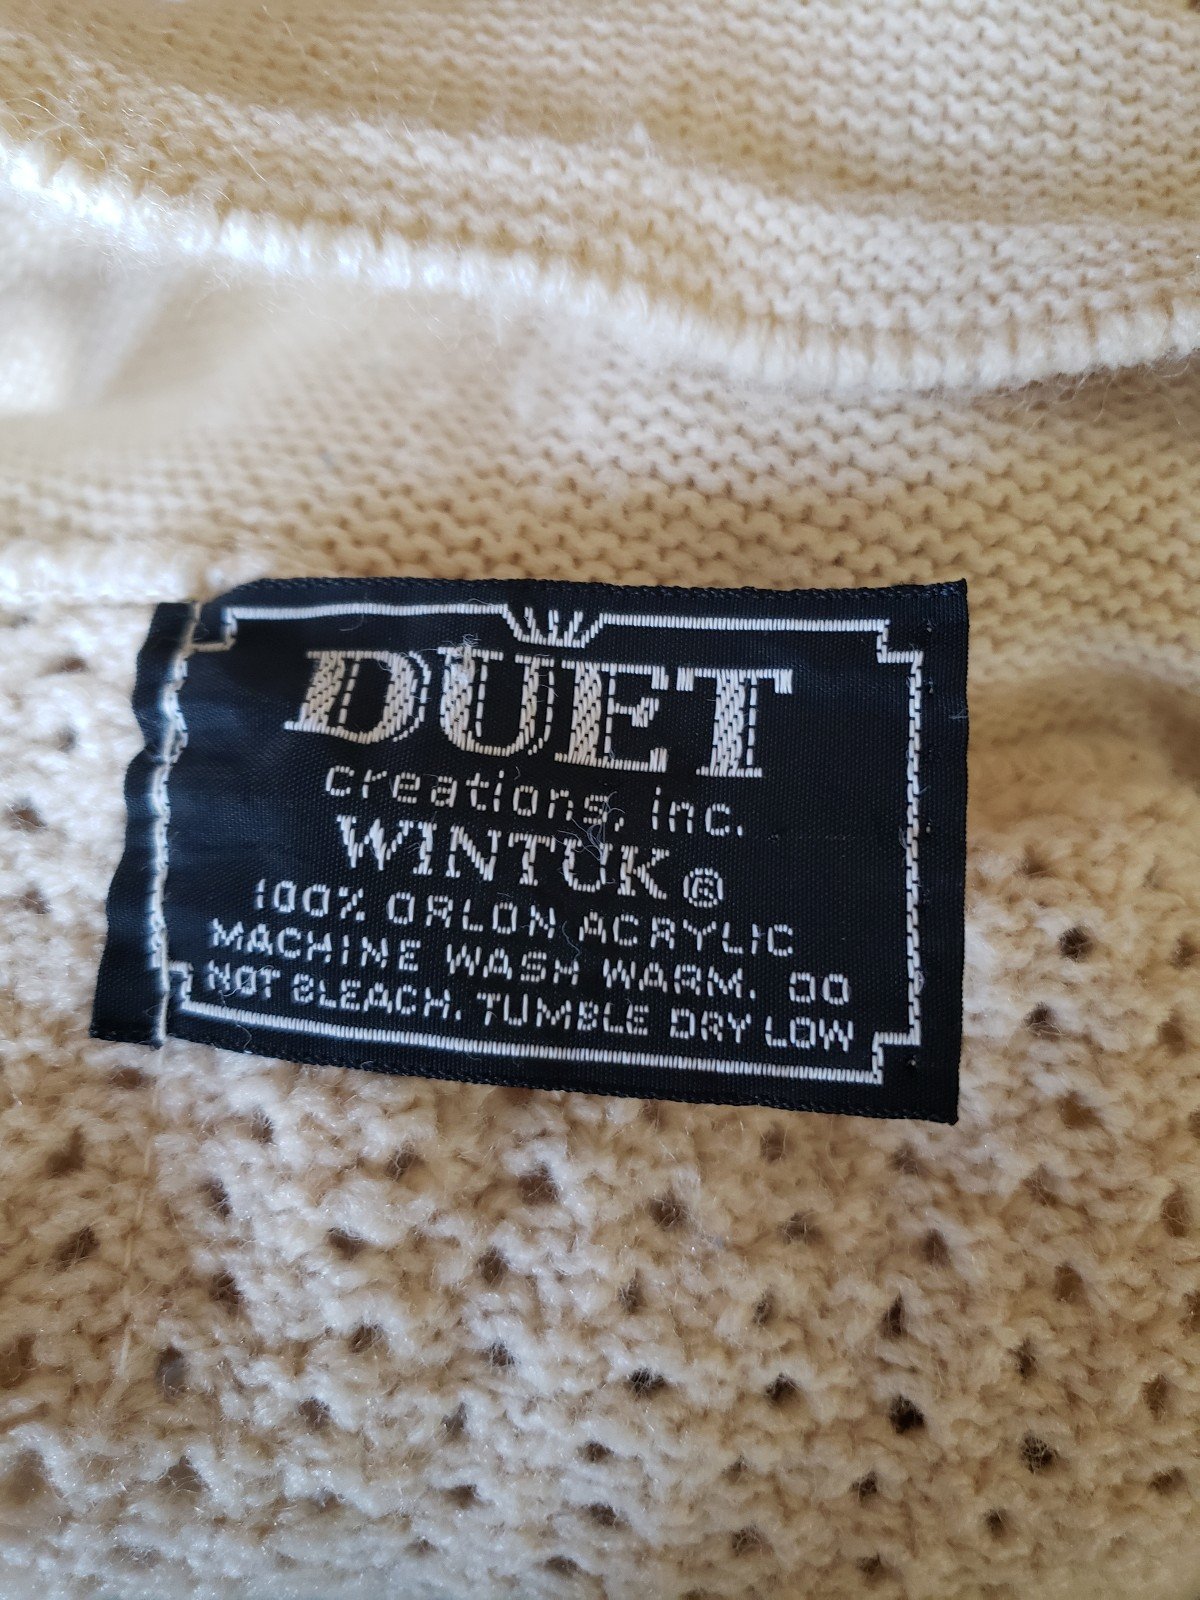 DUET
creations, inc.
WINTUK®
100% ORLON ACRYLIC
MACHINE WASH WARM. DO
NOT BLEACH. TUMBLE DRY LOW